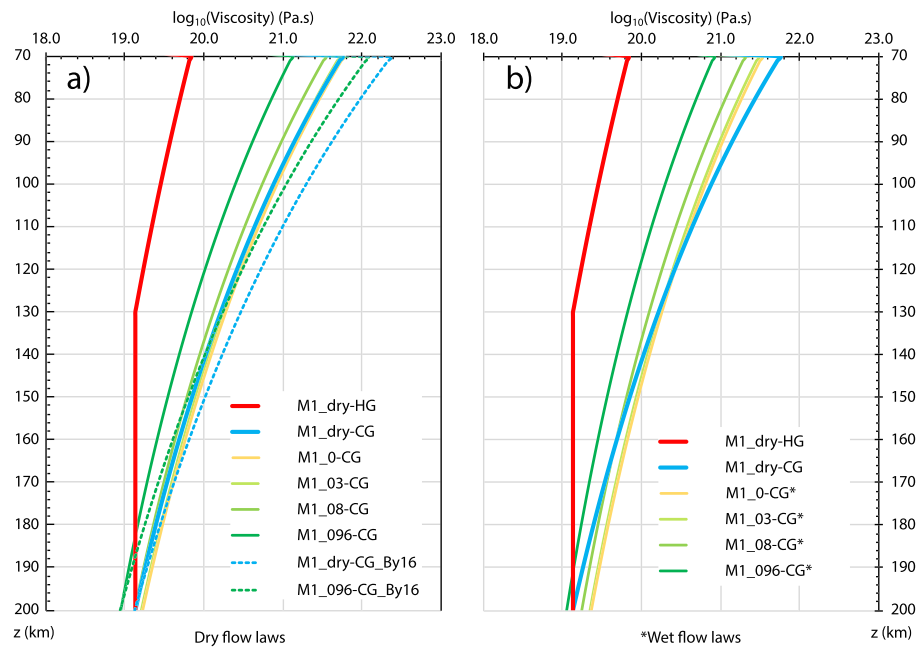 log₁₀(Viscosity) (Pa.s)
18.0 19.0 20.0 21.0 22.0 23.0
70
80
90
100
110
120
130
140
150
160
170
180
190
200
a)
M1_dry-HG
M1_dry-CG
M1_0-CG
M1_03-CG
M1_08-CG
M1_096-CG
M1_dry-CG_By16
M1_096-CG_By16
z (km)
Dry flow laws
log₁₀(Viscosity) (Pa.s)
18.0 19.0 20.0 21.0 22.0 23.0
b)
70
80
90
100
110
120
130
140
150
160
170
180
190
200
M1_dry-HG
M1_dry-CG
M1_0-CG*
M1_03-CG*
M1_08-CG*
M1_096-CG*
*Wet flow laws
z (km)